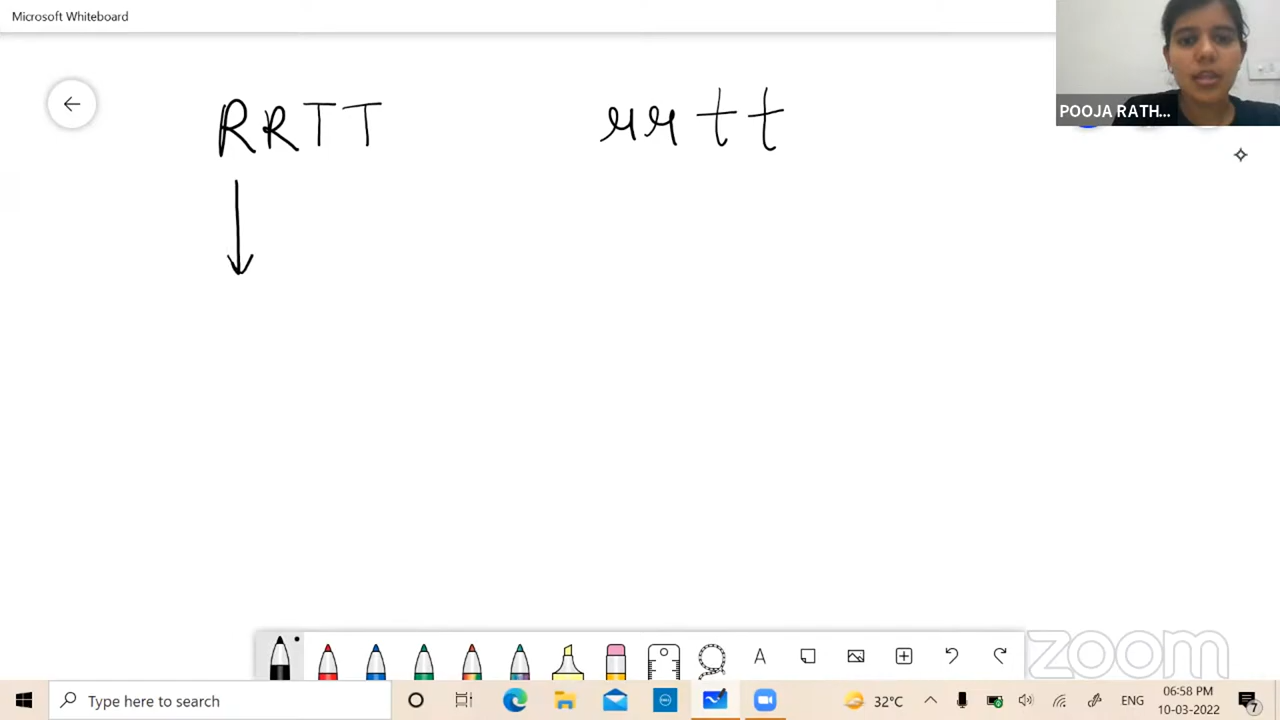 Microsoft Whiteboard
POOJA RATH...
RRTT rrtt
A
zoom
Type here to search
32°C
ENG
06:58 PM
10-03-2022
7